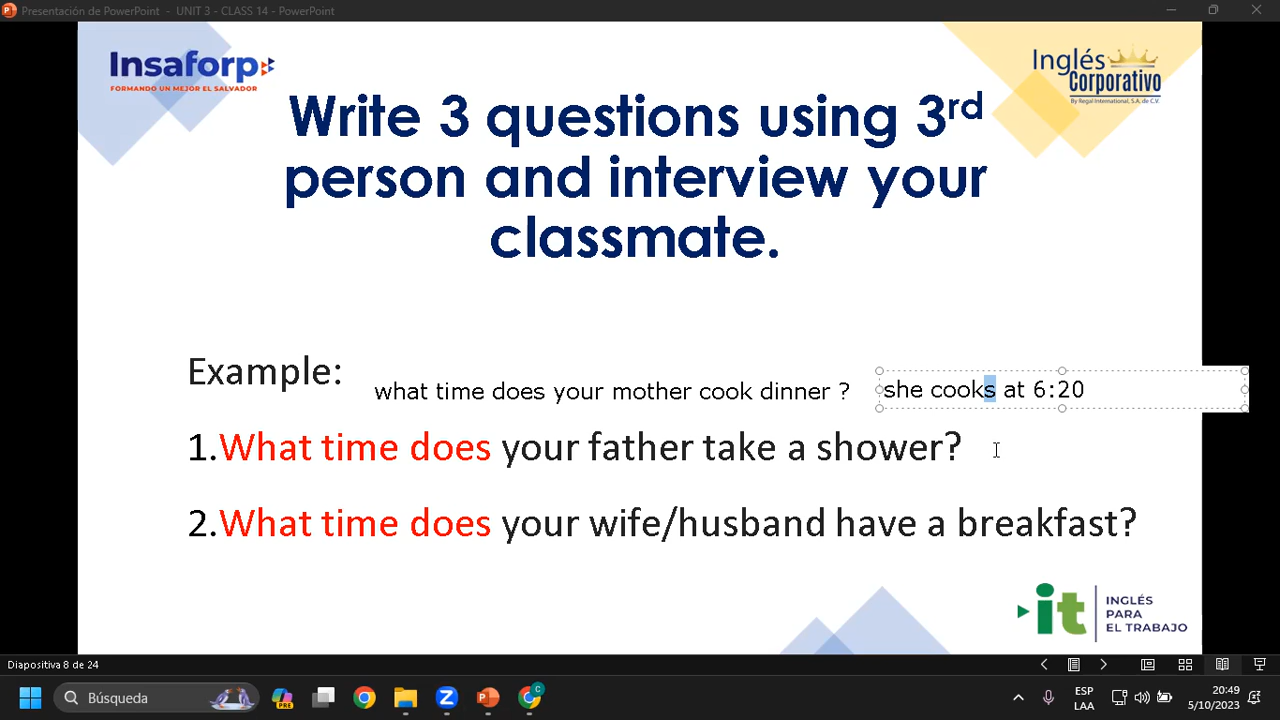 Presentación de PowerPoint - UNIT 3 - CLASS 14 - PowerPoint
Insaforp
FORMANDO UN MEJOR EL SALVADOR
Inglés
Corporativo
By Regal International, S.A. de C.V.
Write 3 questions using 3rd
person and interview your
classmate.
Example:
what time does your mother cook dinner ?
she cooks at 6:20
1.What time does your father take a shower?
2.What time does your wife/husband have a breakfast?
it
INGLÉS
PARA
EL TRABAJO
Diapositiva 8 de 24
Búsqueda
PRE
ESP
LAA
20:49
5/10/2023